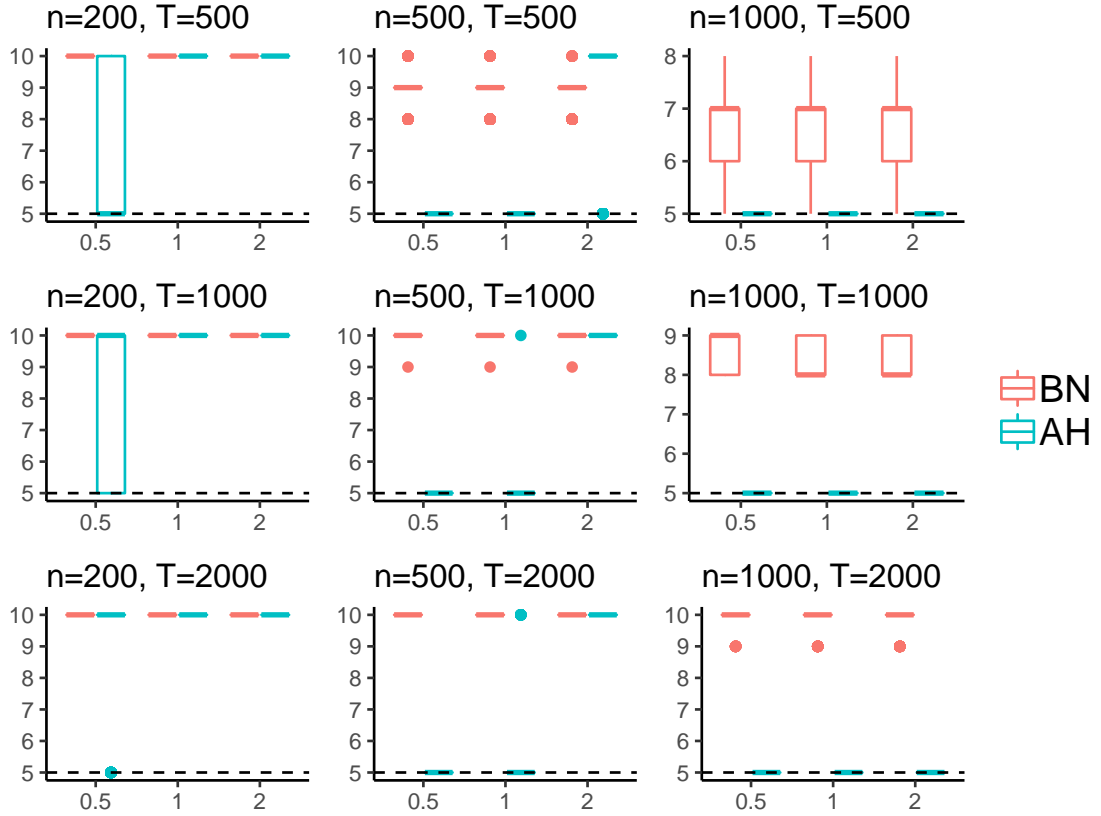 n=200, T=500
10
9
8
7
6
5
0.5 1 2
n=500, T=500
10
9
8
7
6
5
0.5 1 2
n=1000, T=500
8
7
6
5
0.5 1 2
n=200, T=1000
10
9
8
7
6
5
0.5 1 2
n=500, T=1000
10
9
8
7
6
5
0.5 1 2
n=1000, T=1000
9
8
7
6
5
0.5 1 2
BN
AH
n=200, T=2000
10
9
8
7
6
5
0.5 1 2
n=500, T=2000
10
9
8
7
6
5
0.5 1 2
n=1000, T=2000
10
9
8
7
6
5
0.5 1 2